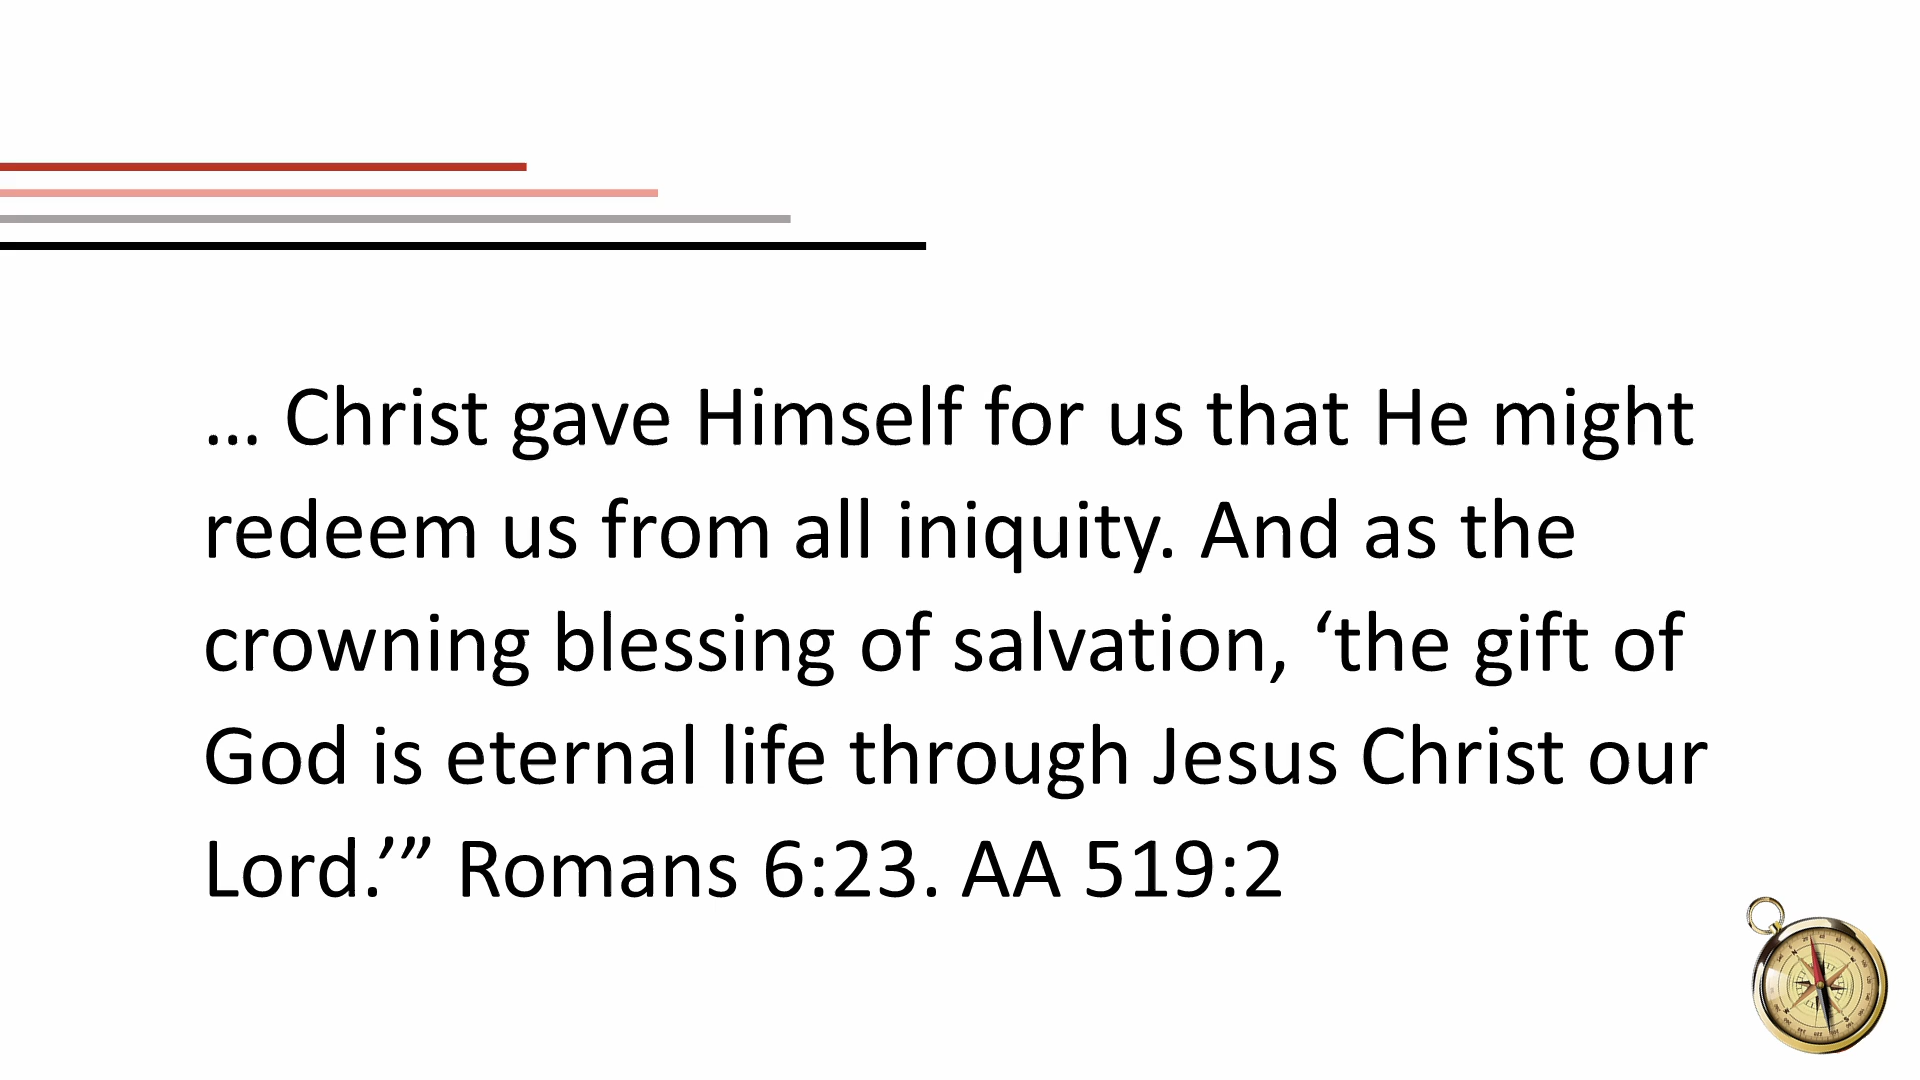 … Christ gave Himself for us that He might
redeem us from all iniquity. And as the
crowning blessing of salvation, ‘the gift of
God is eternal life through Jesus Christ our
Lord.’” Romans 6:23. AA 519:2